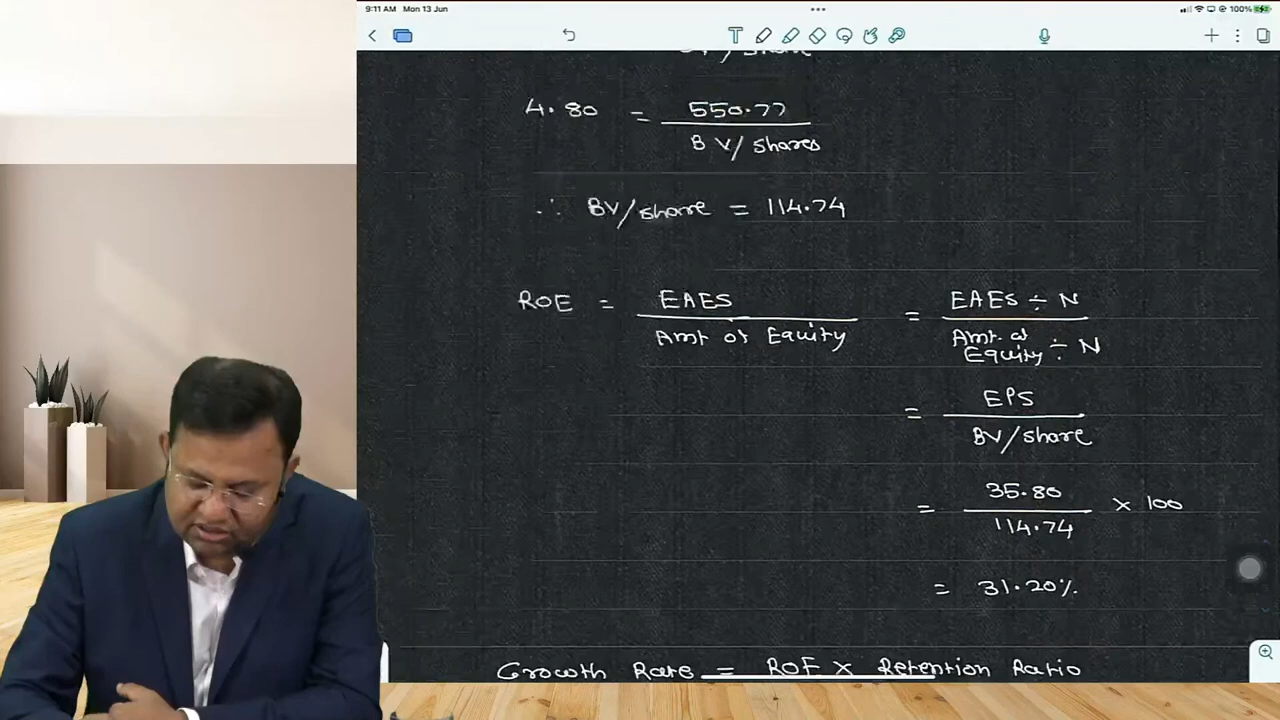 9:11 AM Mon 13 Jun
100%
4.80 = 550.77
BV/shares
∴ BV/share = 114.74
ROE = EAES = EAES ÷ N
Amt of Equity Amt. of Equity ÷ N
= EPS
BV/share
= 35.80 × 100
114.74
= 31.20%
Growth Rate = ROE × Retention Ratio